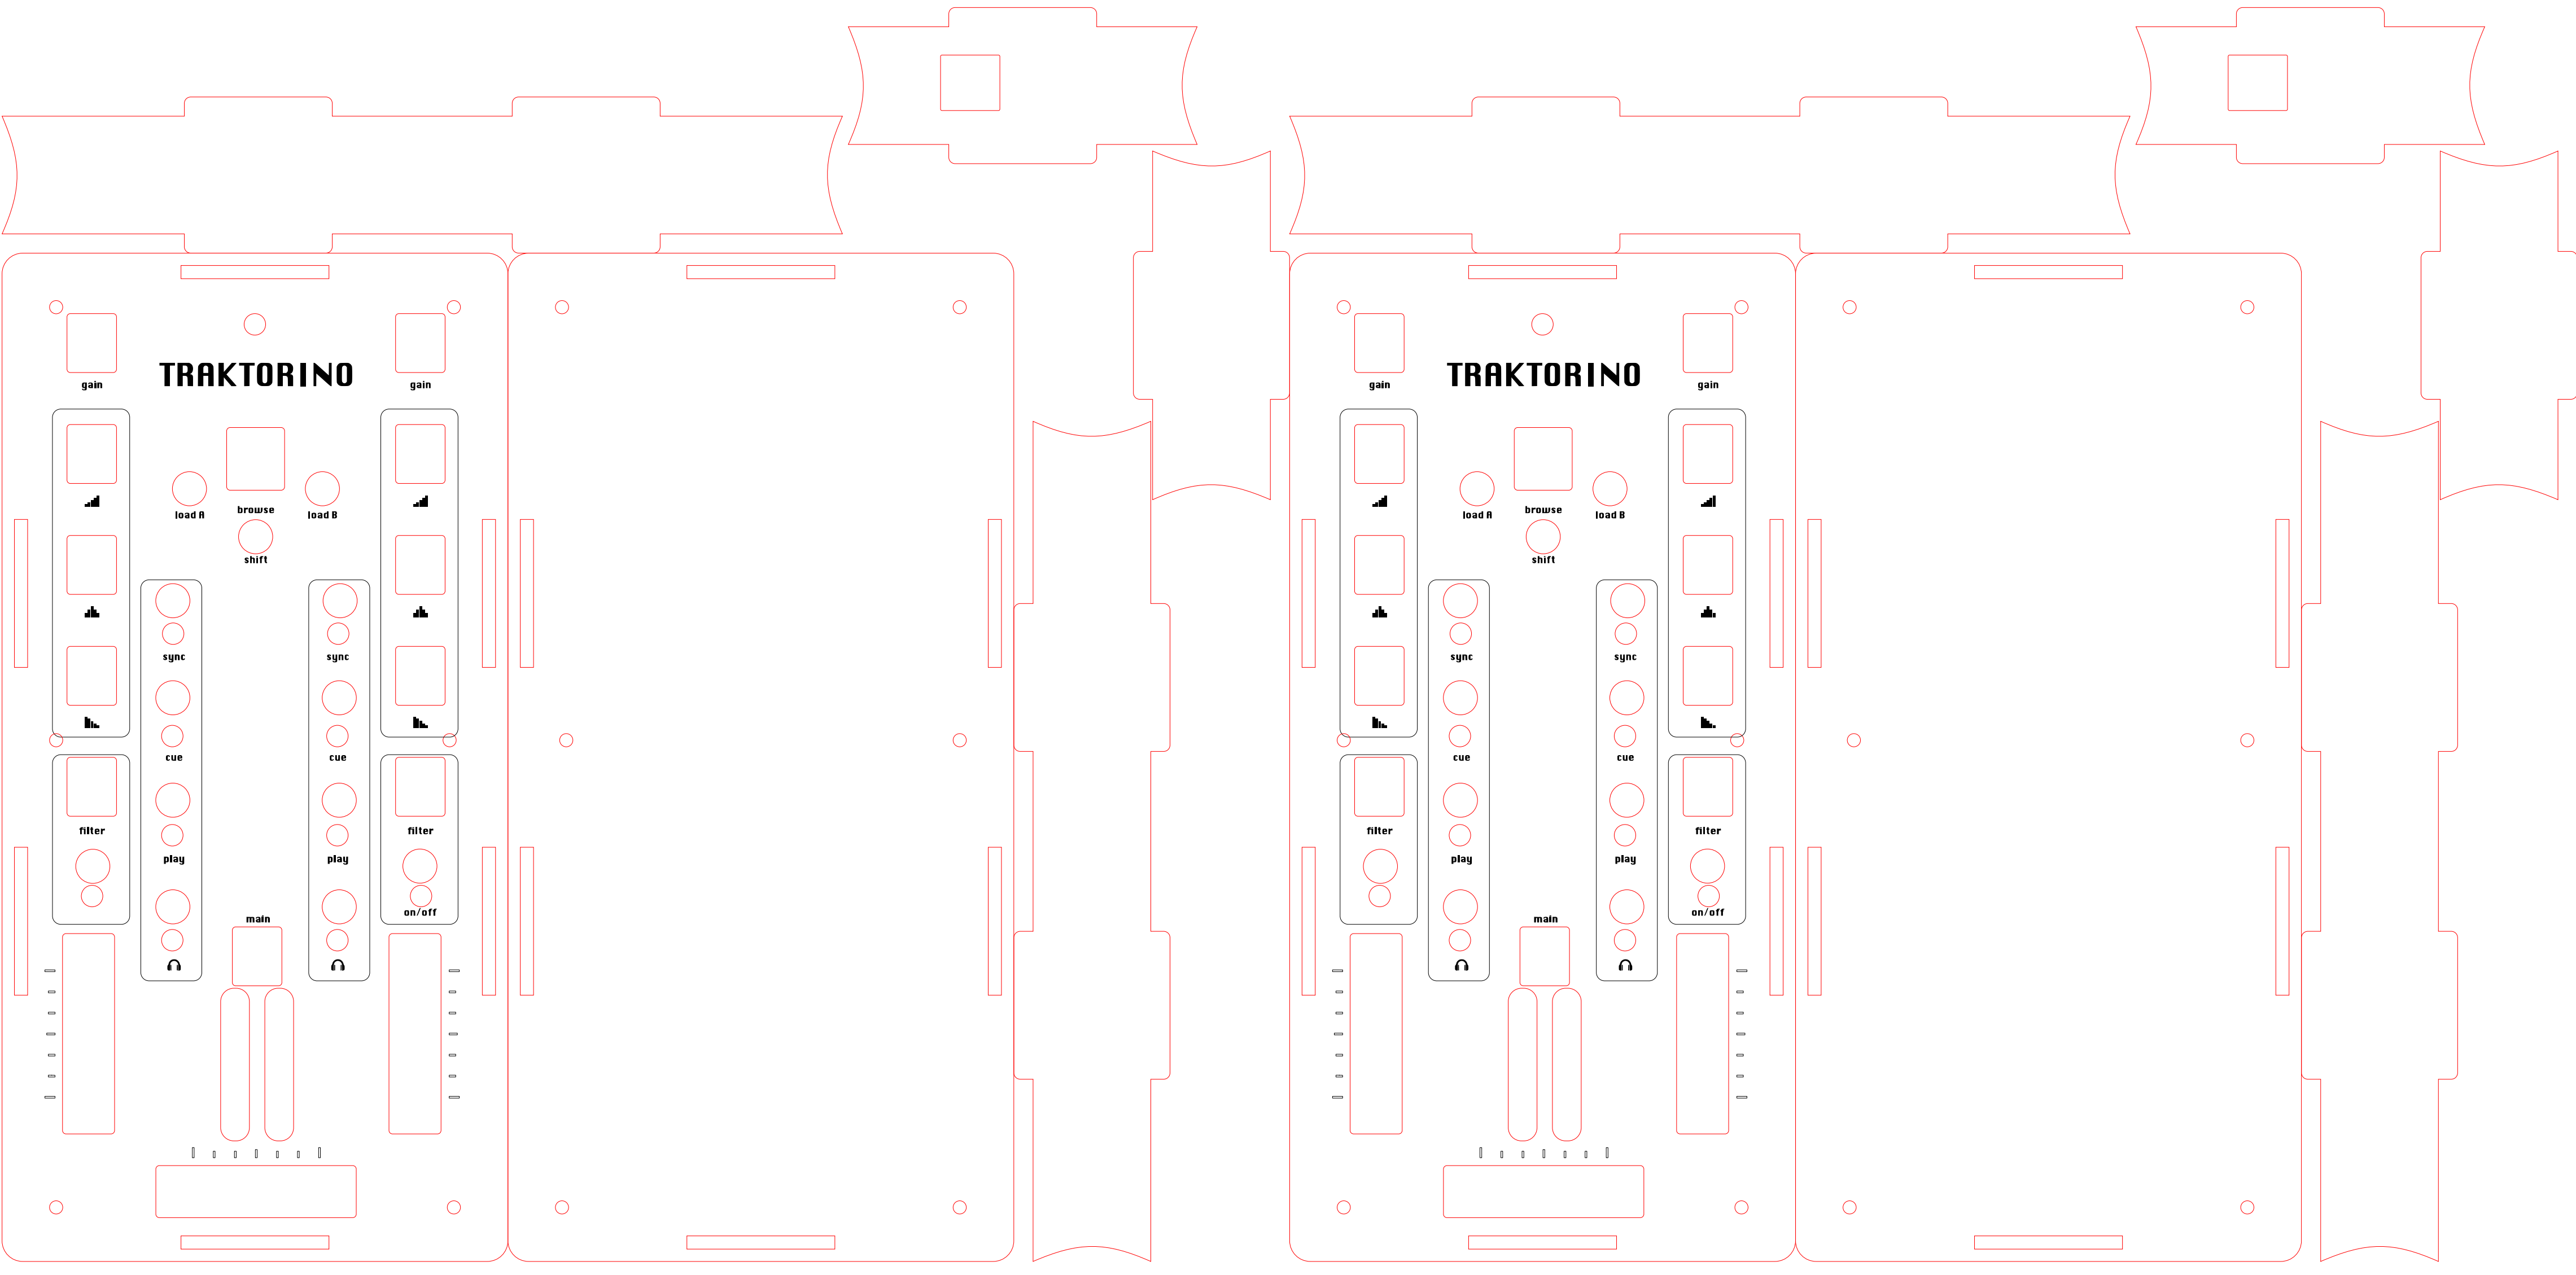 TRAKTORINO
gain
gain
load A
browse
load B
shift
sync
sync
cue
cue
filter
filter
play
play
on/off
main
TRAKTORINO
gain
gain
load A
browse
load B
shift
sync
sync
cue
cue
filter
filter
play
play
on/off
main